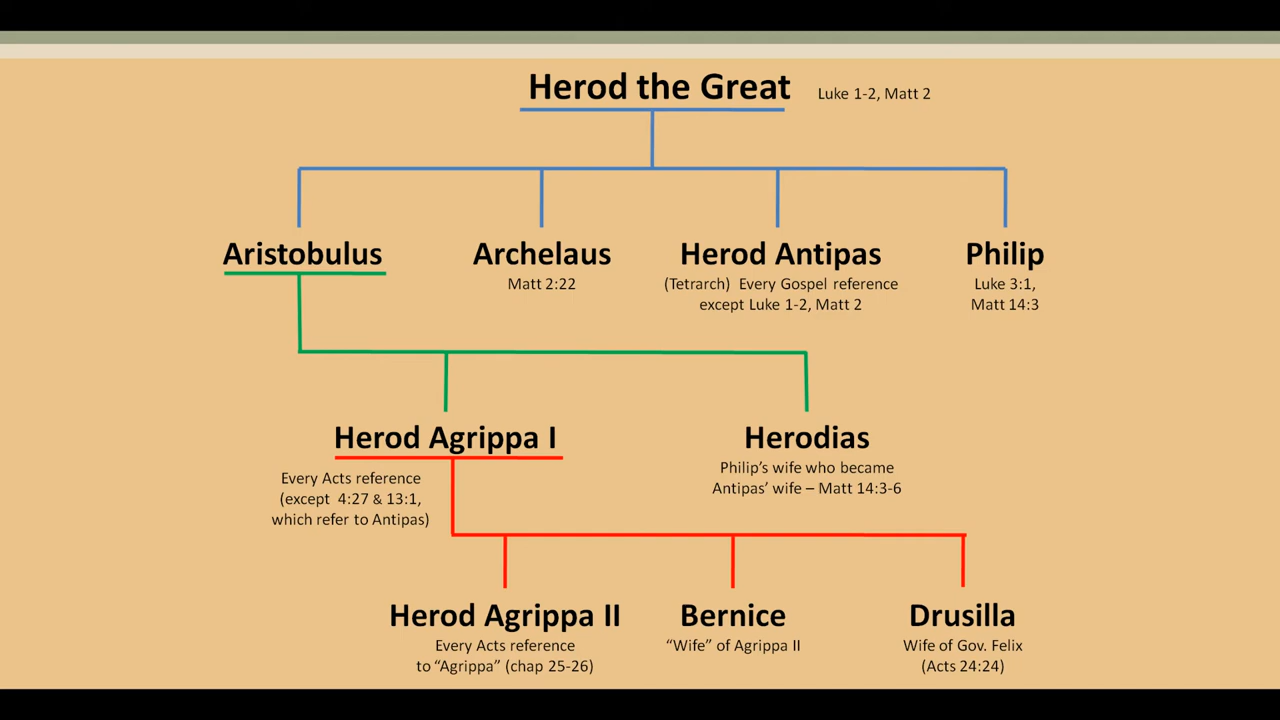 Herod the Great
Luke 1-2, Matt 2
Aristobulus
Archelaus
Matt 2:22
Herod Antipas
(Tetrarch) Every Gospel reference
except Luke 1-2, Matt 2
Philip
Luke 3:1,
Matt 14:3
Herod Agrippa I
Every Acts reference
(except 4:27 & 13:1,
which refer to Antipas)
Herodias
Philip's wife who became
Antipas' wife – Matt 14:3-6
Herod Agrippa II
Every Acts reference
to “Agrippa” (chap 25-26)
Bernice
“Wife” of Agrippa II
Drusilla
Wife of Gov. Felix
(Acts 24:24)